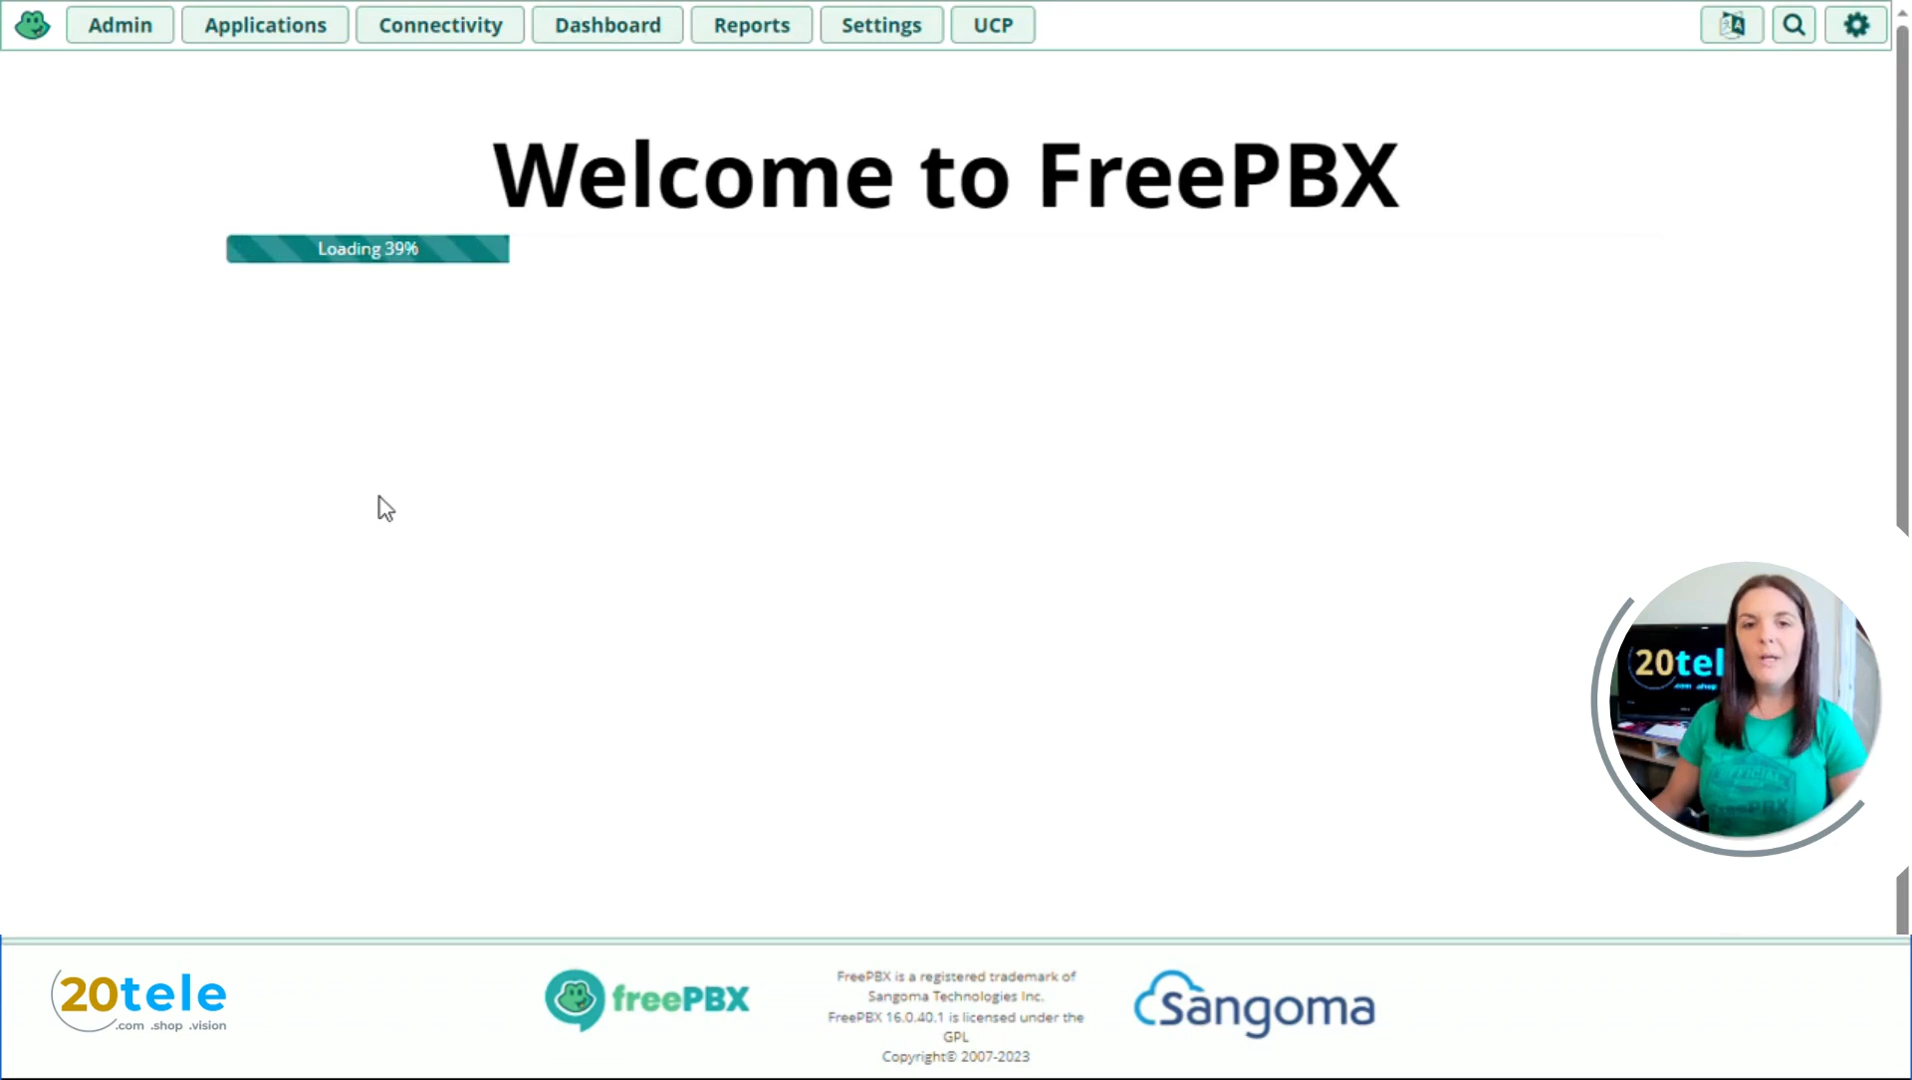 Admin
Applications
Connectivity
Dashboard
Reports
Settings
UCP
Welcome to FreePBX
Loading 39%
20tel
20tele
.com .shop .vision
freePBX
FreePBX is a registered trademark of
Sangoma Technologies Inc.
FreePBX 16.0.40.1 is licensed under the
GPL
Copyright© 2007-2023
Sangoma